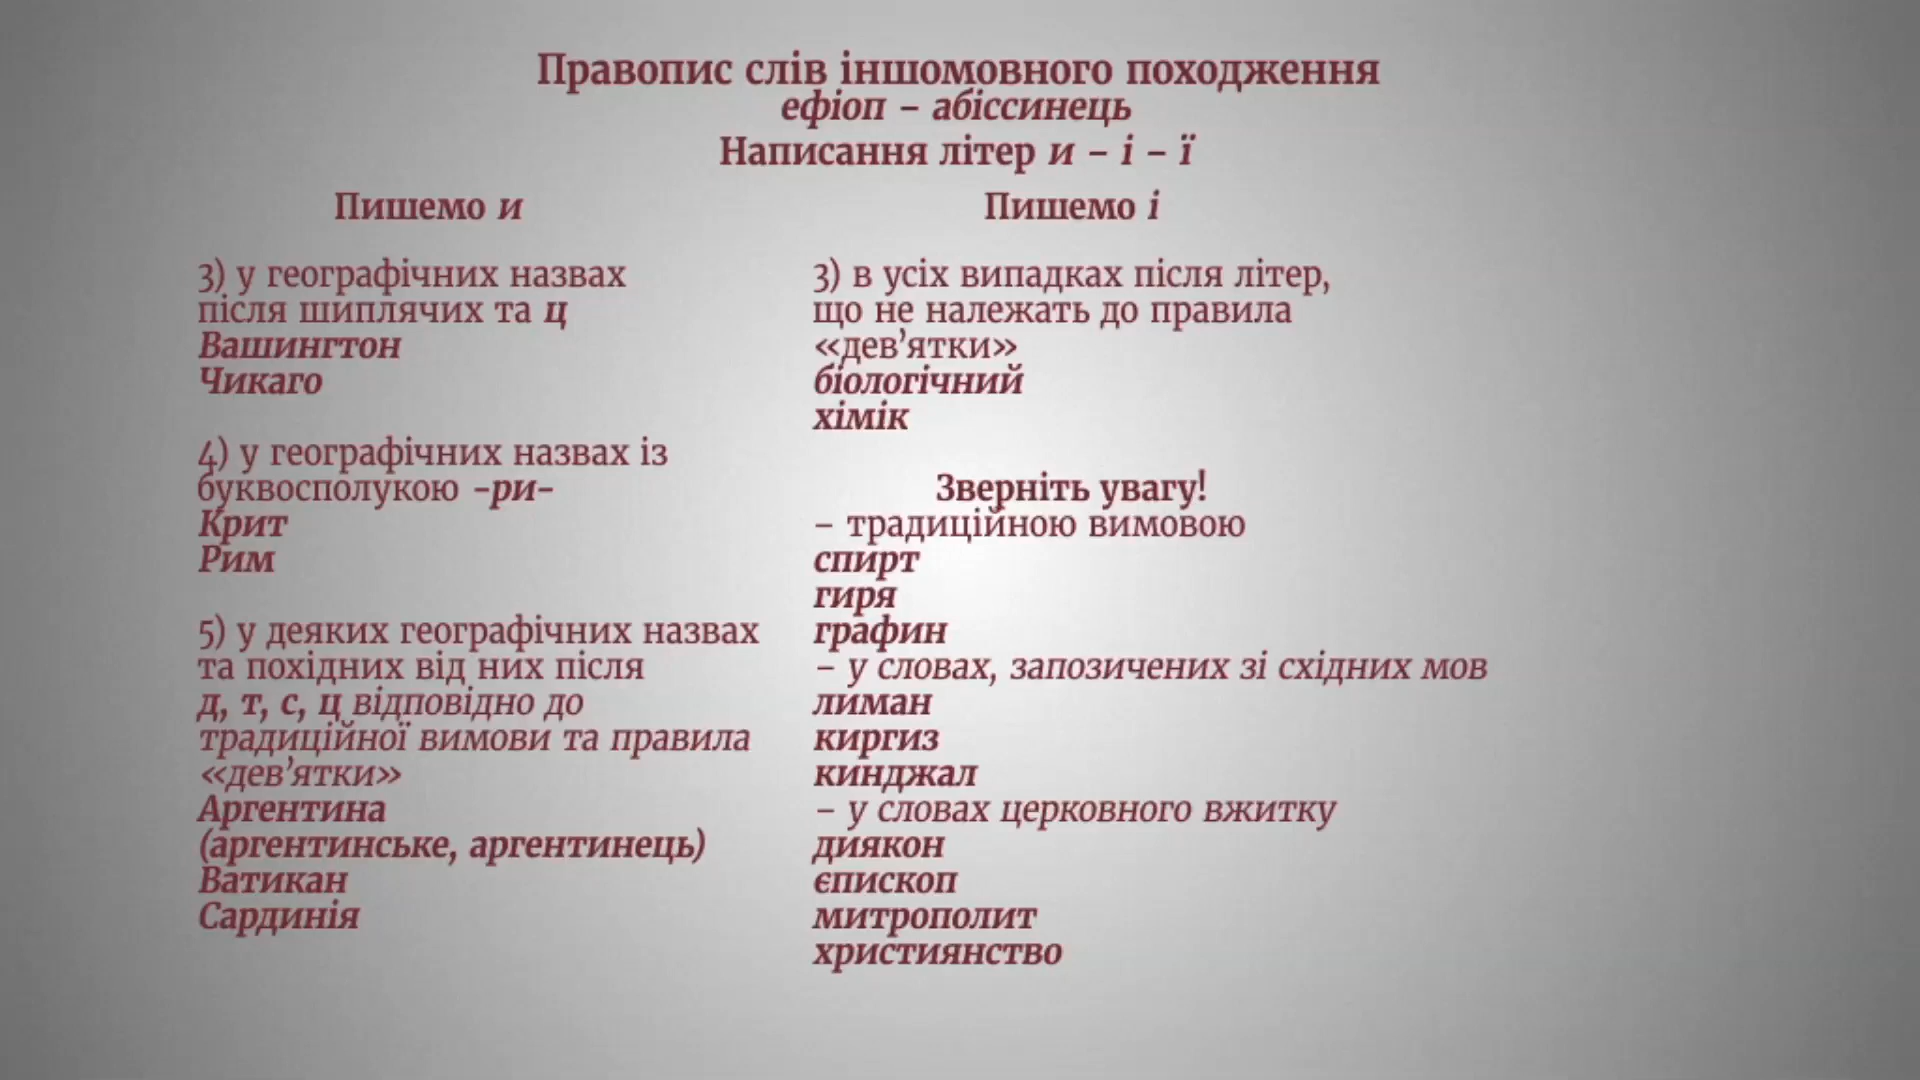 Правопис слів іншомовного походження
ефіоп – абіссинець
Написання літер и – і – ї
Пишемо и
3) у географічних назвах
після шиплячих та ц
Вашингтон
Чикаго
4) у географічних назвах із
буквосполукою -ри-
Крит
Рим
5) у деяких географічних назвах
та похідних від них після
д, т, с, ц відповідно до
традиційної вимови та правила
«дев’ятки»
Аргентина
(аргентинське, аргентинець)
Ватикан
Сардинія
Пишемо і
3) в усіх випадках після літер,
що не належать до правила
«дев’ятки»
біологічний
хімік
Зверніть увагу!
– традиційною вимовою
спирт
гиря
графин
– у словах, запозичених зі східних мов
лиман
киргиз
кинджал
– у словах церковного вжитку
диякон
єпископ
митрополит
християнство